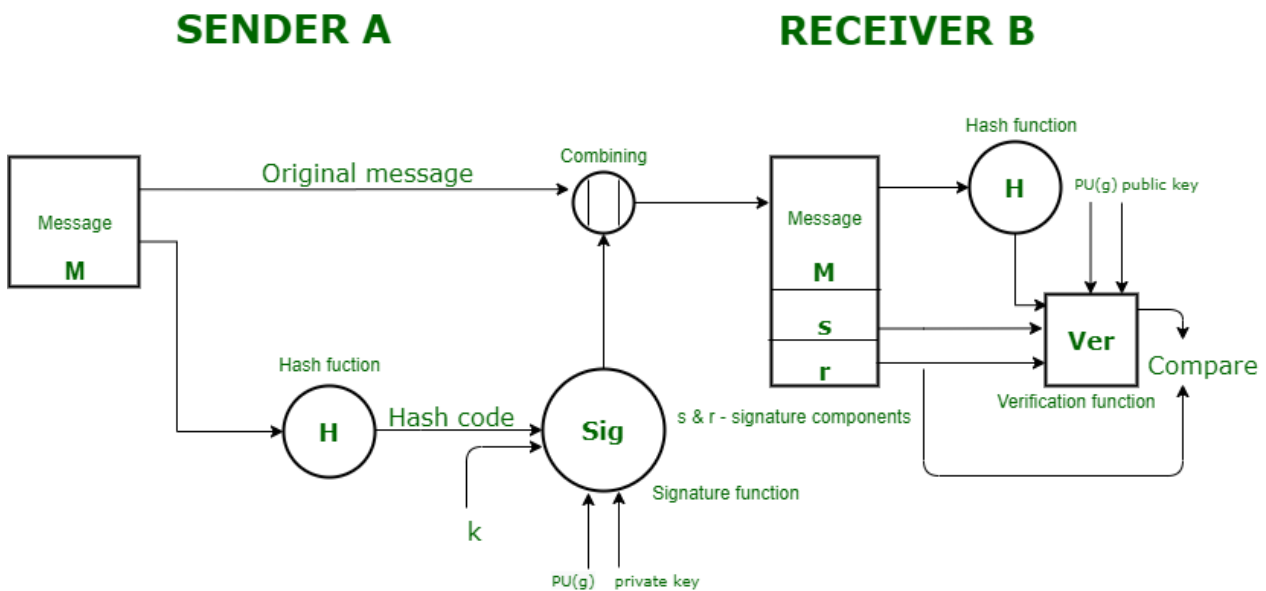 SENDER A
RECEIVER B
Hash function
Combining
Original message
PU(g) public key
Message
M
H
Message
M
s
r
Ver
Compare
Verification function
Hash fuction
H
Hash code
Sig
s & r - signature components
Signature function
k
PU(g)
private key